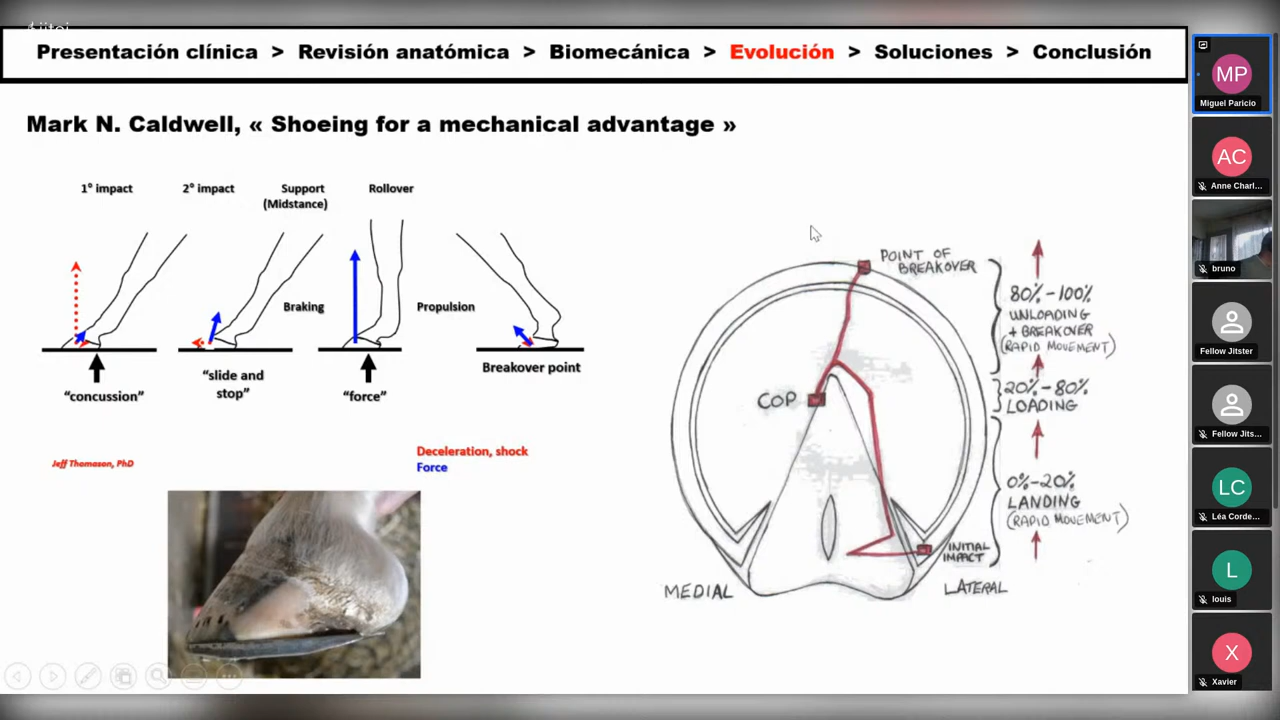 Presentación clínica > Revisión anatómica > Biomecánica > Evolución > Soluciones > Conclusión
Mark N. Caldwell, « Shoeing for a mechanical advantage »
1° impact
2° impact
Support
(Midstance)
Rollover
Braking
Propulsion
"concussion"
"slide and
stop"
"force"
Breakover point
Jeff Thomason, PhD
Deceleration, shock
Force
POINT OF
BREAKOVER
80%-100%
UNLOADING
+ BREAKOVER
(RAPID MOVEMENT)
COP
20%-80%
LOADING
0%-20%
LANDING
(RAPID MOVEMENT)
INITIAL
IMPACT
MEDIAL
LATERAL
MP
Miguel Paricio
AC
Anne Charl...
bruno
Fellow Jitster
Fellow Jits...
LC
Léa Corde...
L
louis
X
Xavier